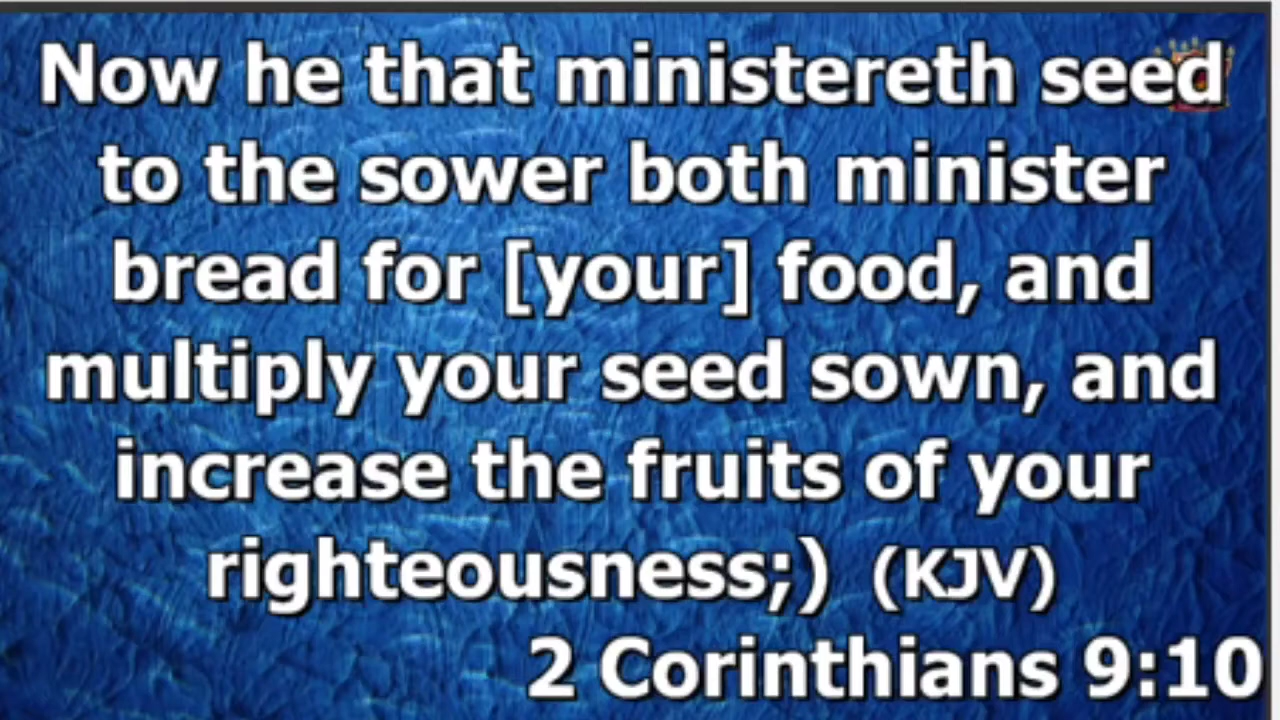 Now he that ministereth seed
to the sower both minister
bread for [your] food, and
multiply your seed sown, and
increase the fruits of your
righteousness;) (KJV)
2 Corinthians 9:10